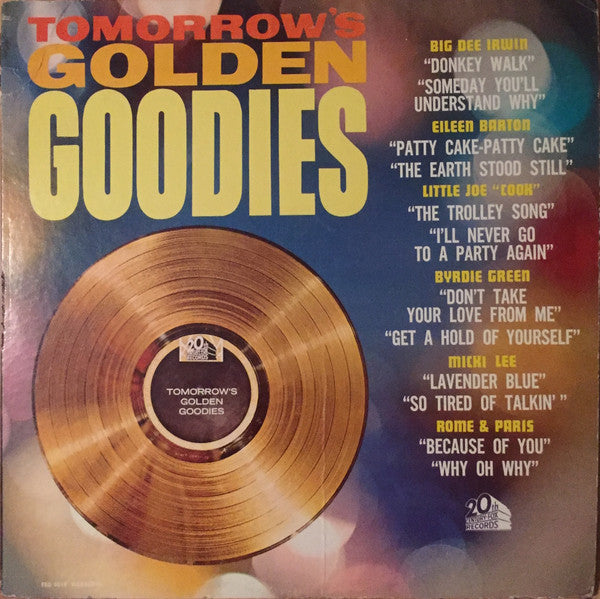 TOMORROW'S
GOLDEN
GOODIES
BIG DEE IRWIN
"DONKEY WALK"
"SOMEDAY YOU'LL
UNDERSTAND WHY"
EILEEN BARTON
"PATTY CAKE-PATTY CAKE"
"THE EARTH STOOD STILL"
LITTLE JOE "COOK"
"THE TROLLEY SONG"
"I'LL NEVER GO
TO A PARTY AGAIN"
BYRDIE GREEN
"DON'T TAKE
YOUR LOVE FROM ME"
"GET A HOLD OF YOURSELF"
MICKI LEE
"LAVENDER BLUE"
"SO TIRED OF TALKIN'"
ROME & PARIS
"BECAUSE OF YOU"
"WHY OH WHY"
20th
CENTURY-FOX
RECORDS
20th
TOMORROW'S
GOLDEN
GOODIES